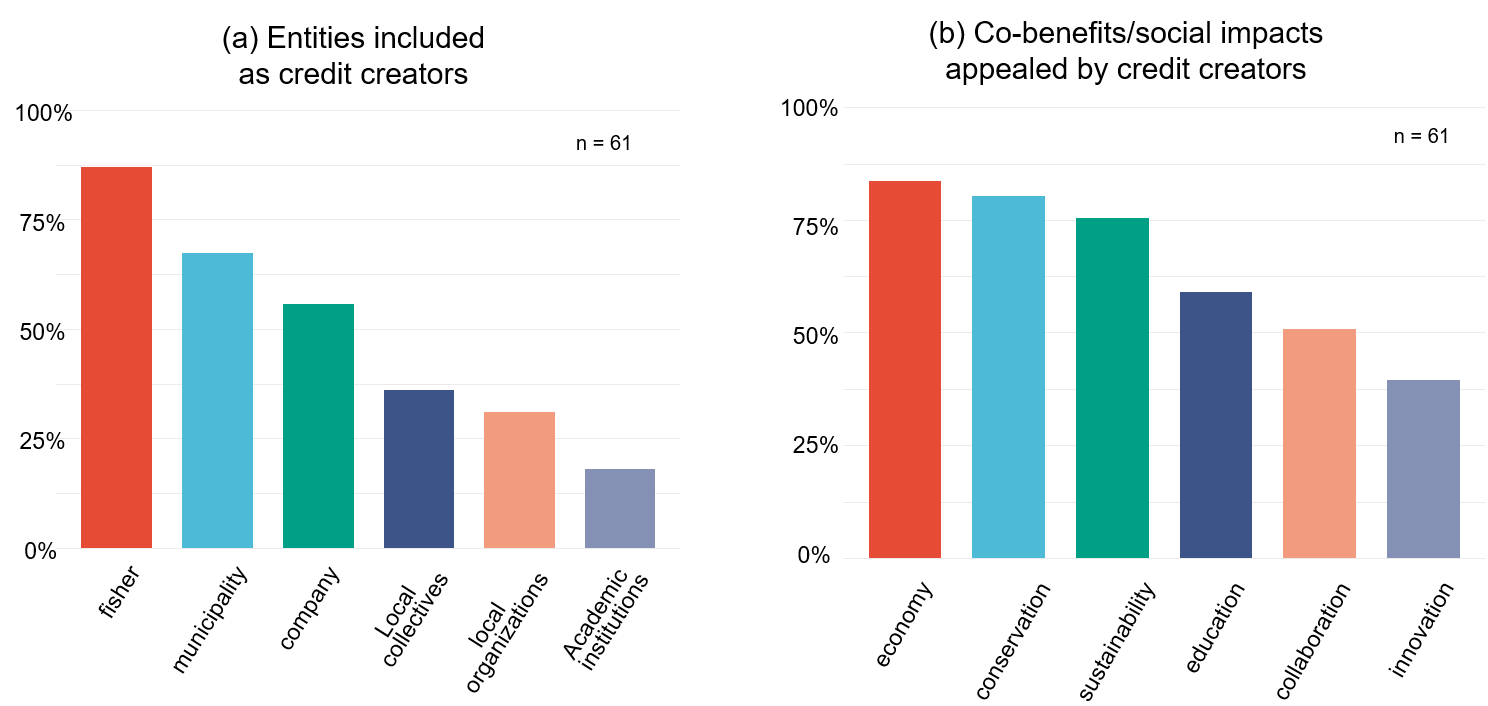 (a) Entities included
as credit creators
100%
n = 61
75%
50%
25%
0%
fisher
municipality
company
Local
collectives
local
organizations
Academic
institutions
(b) Co-benefits/social impacts
appealed by credit creators
100%
n = 61
75%
50%
25%
0%
economy
conservation
sustainability
education
collaboration
innovation